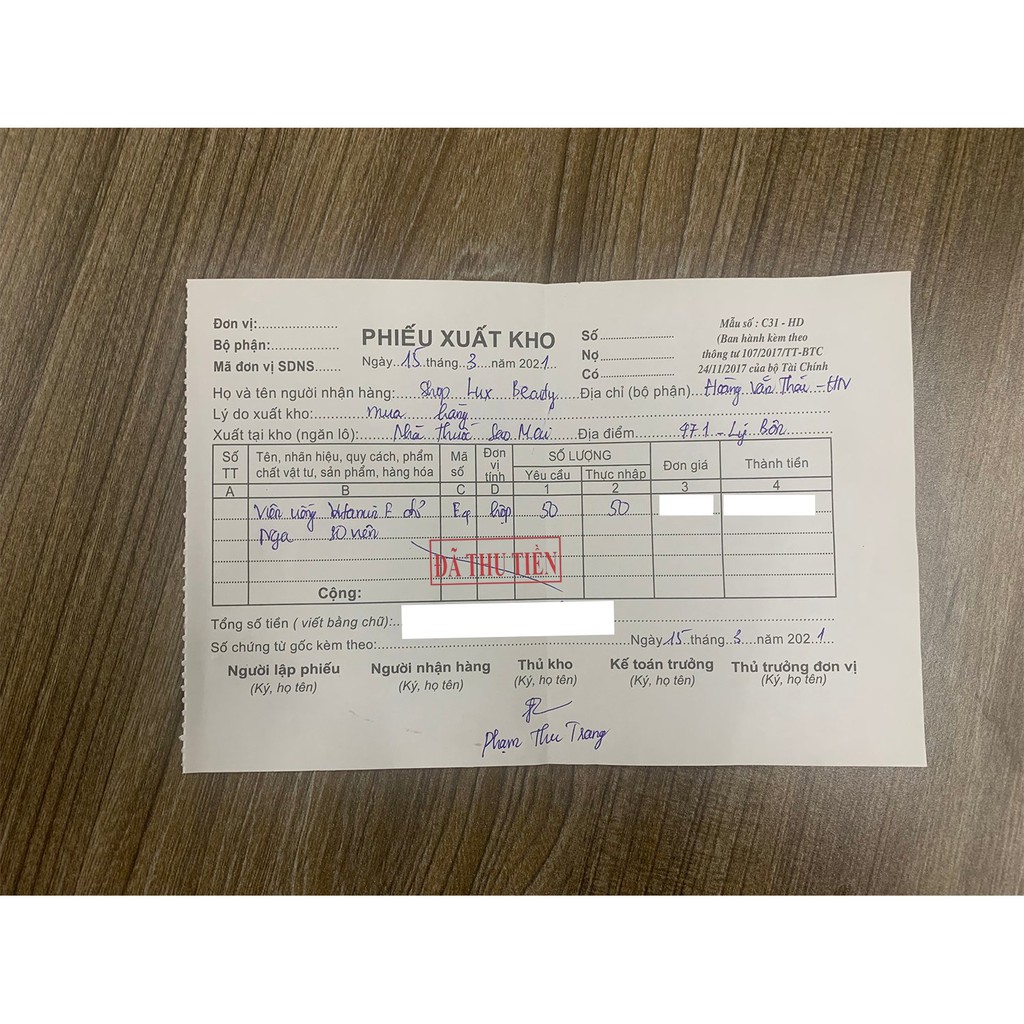 Đơn vị:
Bộ phận:
Mã đơn vị SDNS
PHIẾU XUẤT KHO
Ngày 15 tháng 3 năm 2021
Số
Nợ
Có
Mẫu số : C31 - HD
(Ban hành kèm theo
thông tư 107/2017/TT-BTC
24/11/2017 của bộ Tài Chính
Họ và tên người nhận hàng: Shop Lux Beauty Địa chỉ (bộ phận) Hoàng Văn Thái - HN
Lý do xuất kho: mua hàng
Xuất tại kho (ngăn lô): Nhà thuốc Sao Mai Địa điểm 971 - Lý Bôn
Số TT Tên, nhãn hiệu, quy cách, phẩm chất vật tư, sản phẩm, hàng hóa Mã số Đơn vị tính SỐ LƯỢNG Đơn giá Thành tiền
Yêu cầu Thực nhập
A B C D 1 2 3 4
Viên uống Vitamin E đỏ hộp 50 50
Nga 30 viên
ĐÃ THU TIỀN
Cộng:
Tổng số tiền ( viết bằng chữ):
Số chứng từ gốc kèm theo: Ngày 15 tháng 3 năm 2021
Người lập phiếu Người nhận hàng Thủ kho Kế toán trưởng Thủ trưởng đơn vị
(Ký, họ tên) (Ký, họ tên) (Ký, họ tên) (Ký, họ tên) (Ký, họ tên)
Phạm Thu Trang